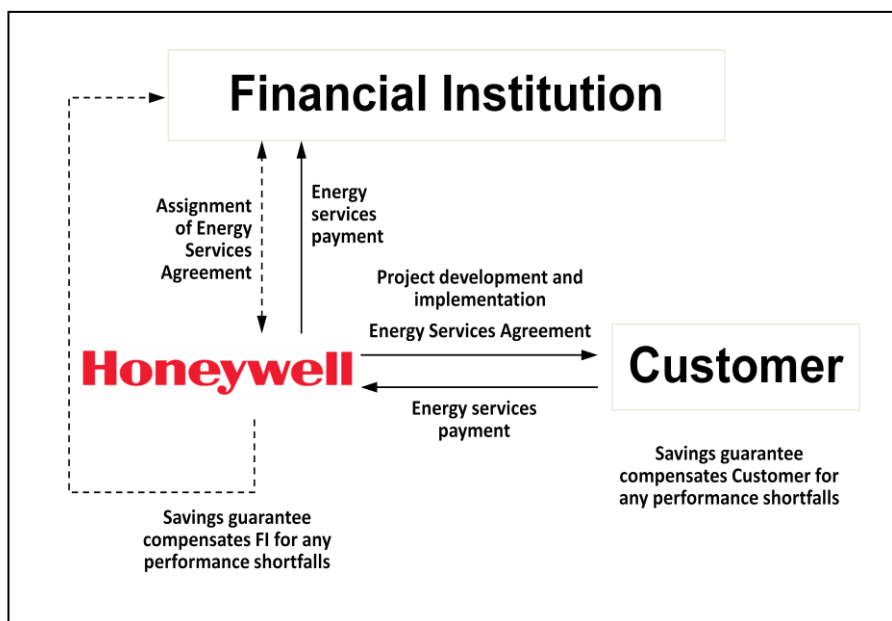 Financial Institution
Assignment
of Energy
Services
Agreement
Energy
services
payment
Project development and
implementation
Energy Services Agreement
Honeywell
Customer
Energy services
payment
Savings guarantee
compensates Customer for
any performance shortfalls
Savings guarantee
compensates FI for any
performance shortfalls